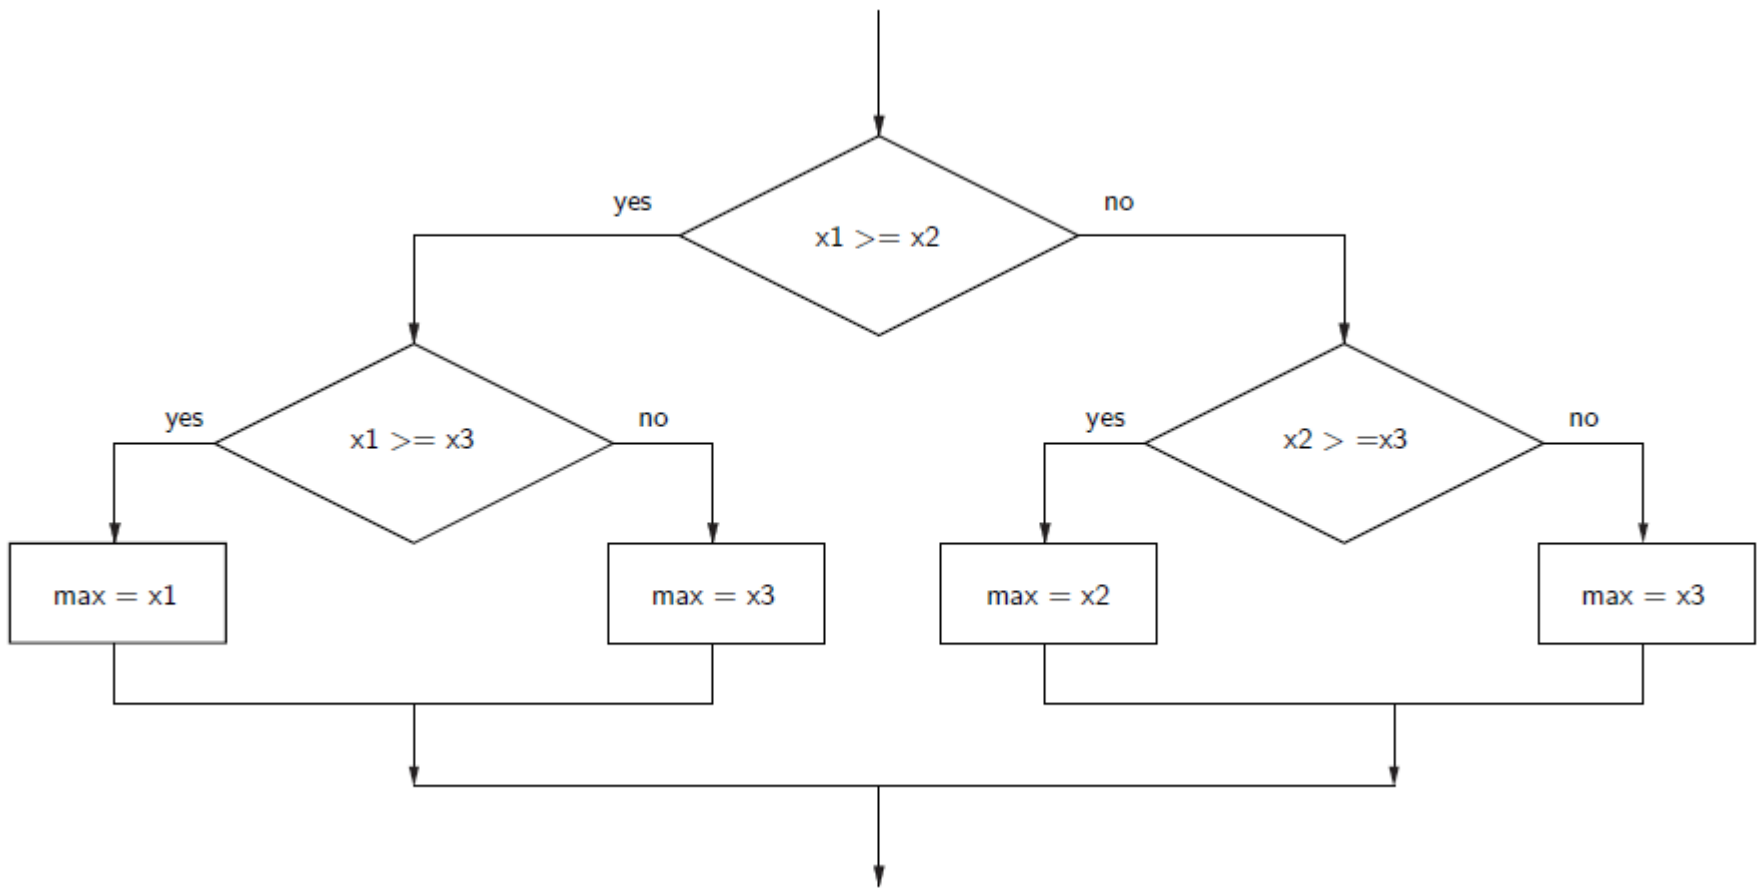 yes
no
x1 >= x2
yes
no
yes
no
x1 >= x3
x2 > =x3
max = x1
max = x3
max = x2
max = x3